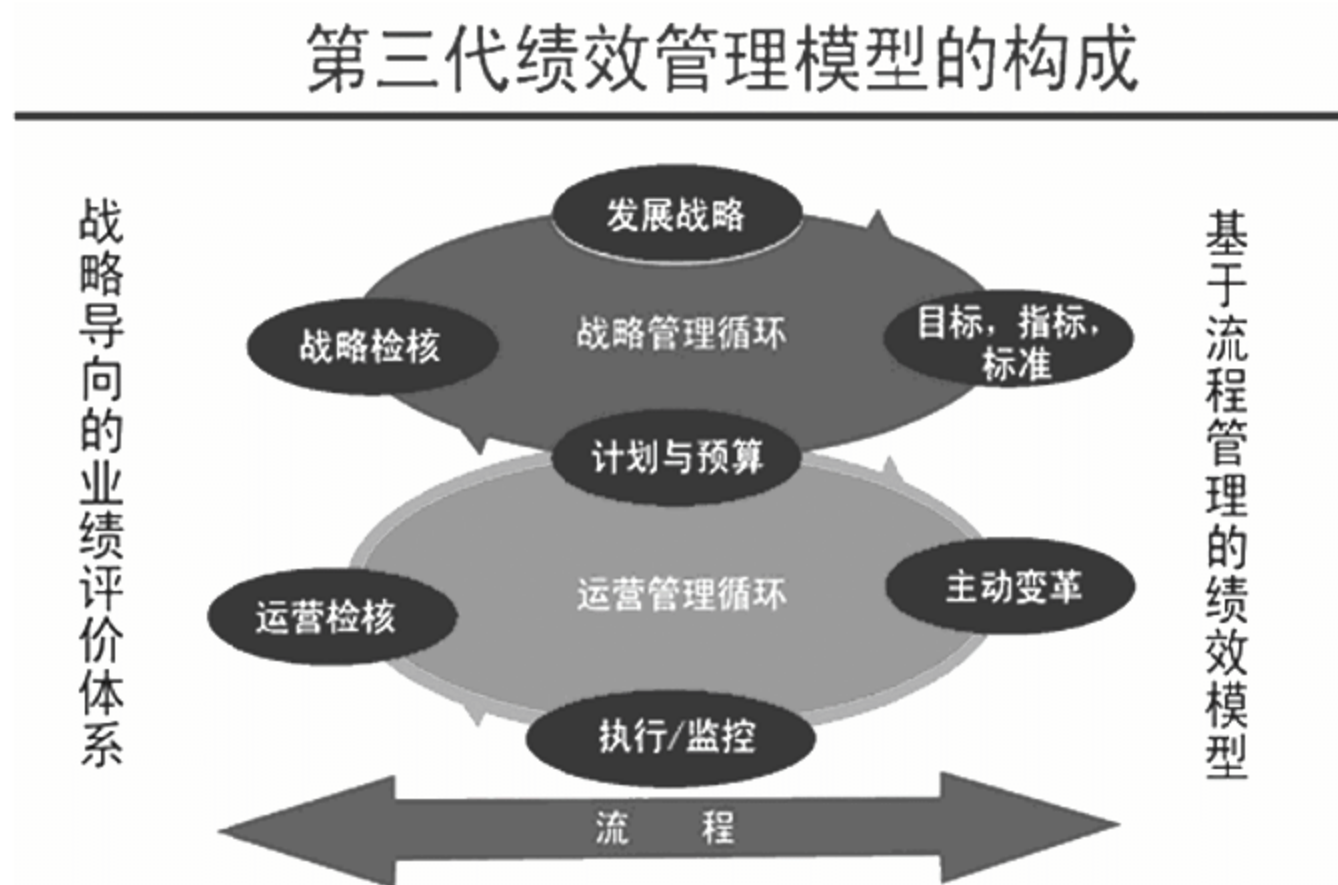 第三代绩效管理模型的构成
战略导向的业绩评价体系
发展战略
战略检核
战略管理循环
目标，指标，
标准
计划与预算
运营检核
运营管理循环
主动变革
执行/监控
流 程
基于流程管理的绩效模型